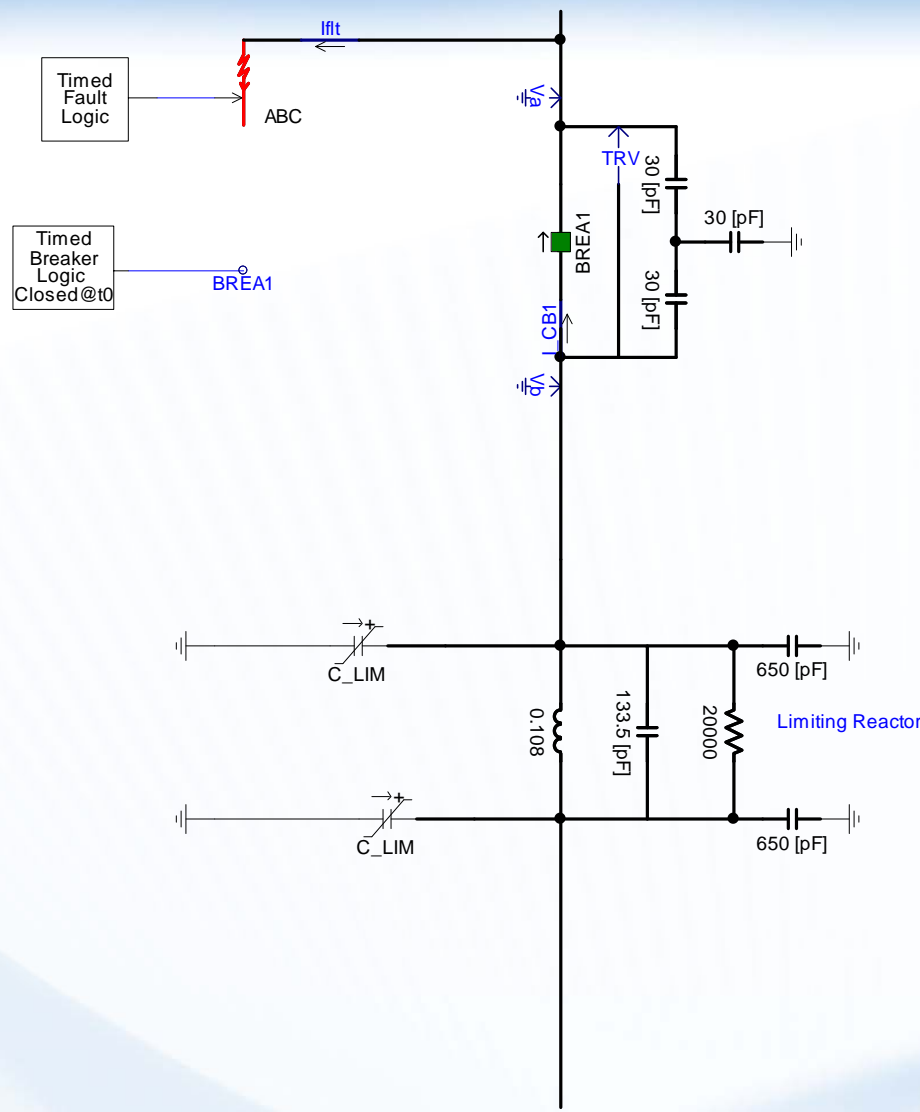 Iflt
Timed
Fault
Logic
ABC
Va
TRV
30 [pF]
30 [pF]
BREA1
30 [pF]
Timed
Breaker
Logic
Closed@t0
BREA1
I_CB1
Vb
C_LIM
650 [pF]
0.108
133.5 [pF]
20000
Limiting Reactor
C_LIM
650 [pF]